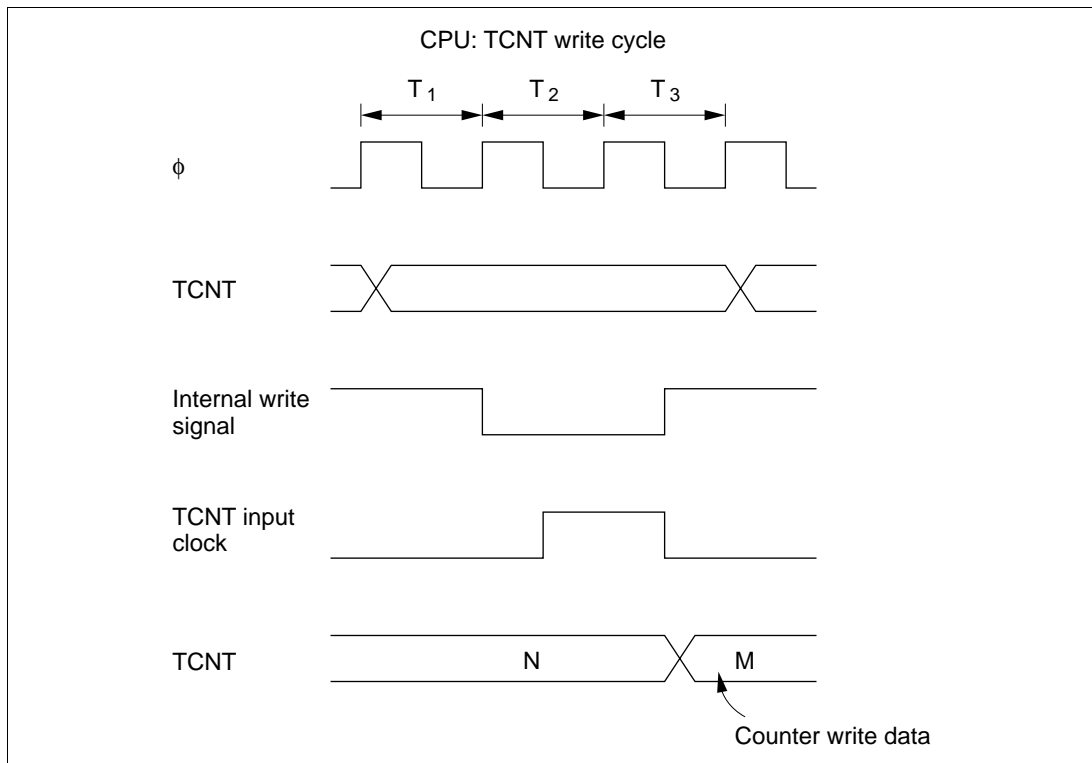 CPU: TCNT write cycle
T1 T2 T3
ϕ
TCNT
Internal write
signal
TCNT input
clock
TCNT N M
Counter write data